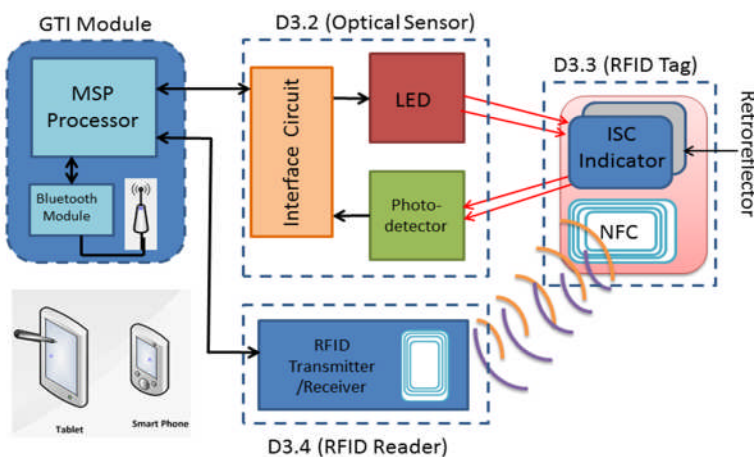 GTI Module
D3.2 (Optical Sensor)
D3.3 (RFID Tag)
MSP
Processor
Bluetooth
Module
Interface Circuit
LED
Photo-
detector
ISC
Indicator
NFC
Retroreflector
RFID
Transmitter
/Receiver
D3.4 (RFID Reader)
Tablet
Smart Phone